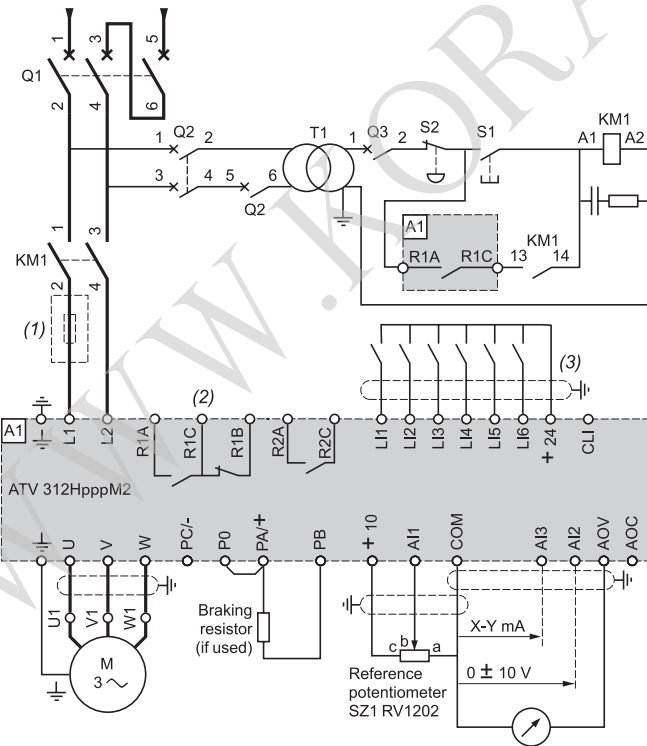 WWW.KORA
1 3 5
Q1
2 4 6
1 Q2 2
T1
1 Q3 2
S2
S1
KM1
A1 A2
3 4 5 6
Q2
A1
R1A R1C
13 KM1 14
1 3
KM1
2 4
(1)
(2)
(3)
A1
L1 L2 R1A R1C R1B R2A R2C LI1 LI2 LI3 LI4 LI5 LI6 + 24 CLI
ATV 312HpppM2
U V W PC/- P0 PA/+ PB + 10 AI1 COM AI3 AI2 AOV AOC
U1 V1 W1
Braking
resistor
(if used)
M
3
c b a
X-Y mA
0 ± 10 V
Reference
potentiometer
SZ1 RV1202